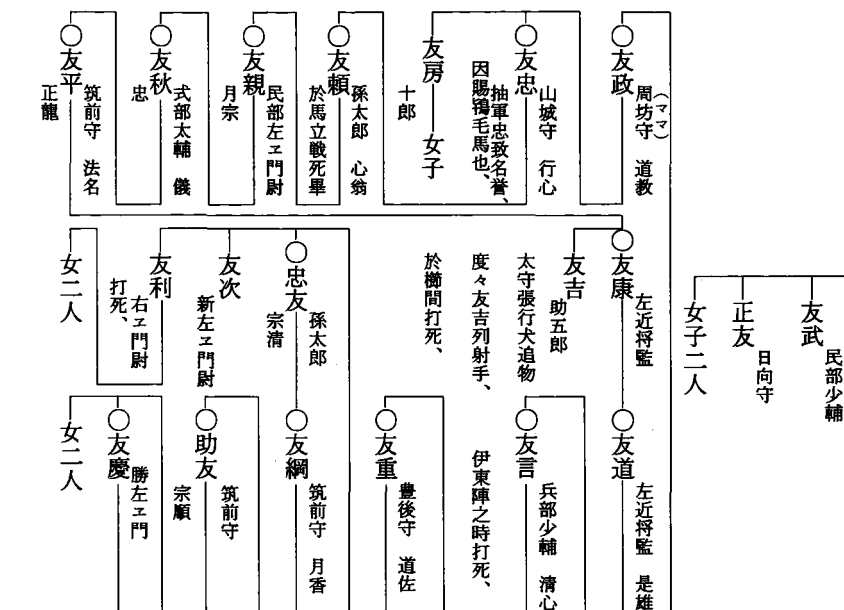 友武
民部少輔
正友
日向守
女子二人
○友政
周坊守 道教
(ママ)
○友忠
山城守 行心
抽軍忠致名誉、
因賜鴾毛馬也、
友房
女子
十郎
○友頼
孫太郎 心翁
於馬立戦死畢
○友親
民部左ヱ門尉
月宗
○友秋
式部太輔 儀
忠
○友平
筑前守 法名
正龍
○友康
左近将監
友吉
助五郎
太守張行犬追物
度々友吉列射手、
於櫛間打死、
○忠友
孫太郎
宗清
友次
新左ヱ門尉
友利
右ヱ門尉
打死、
女二人
○友道
左近将監 是雄
○友言
兵部少輔 清心
伊東陣之時打死、
○友重
豊後守 道佐
○友綱
筑前守 月香
○助友
筑前守
宗順
○友慶
勝左ヱ門
女二人